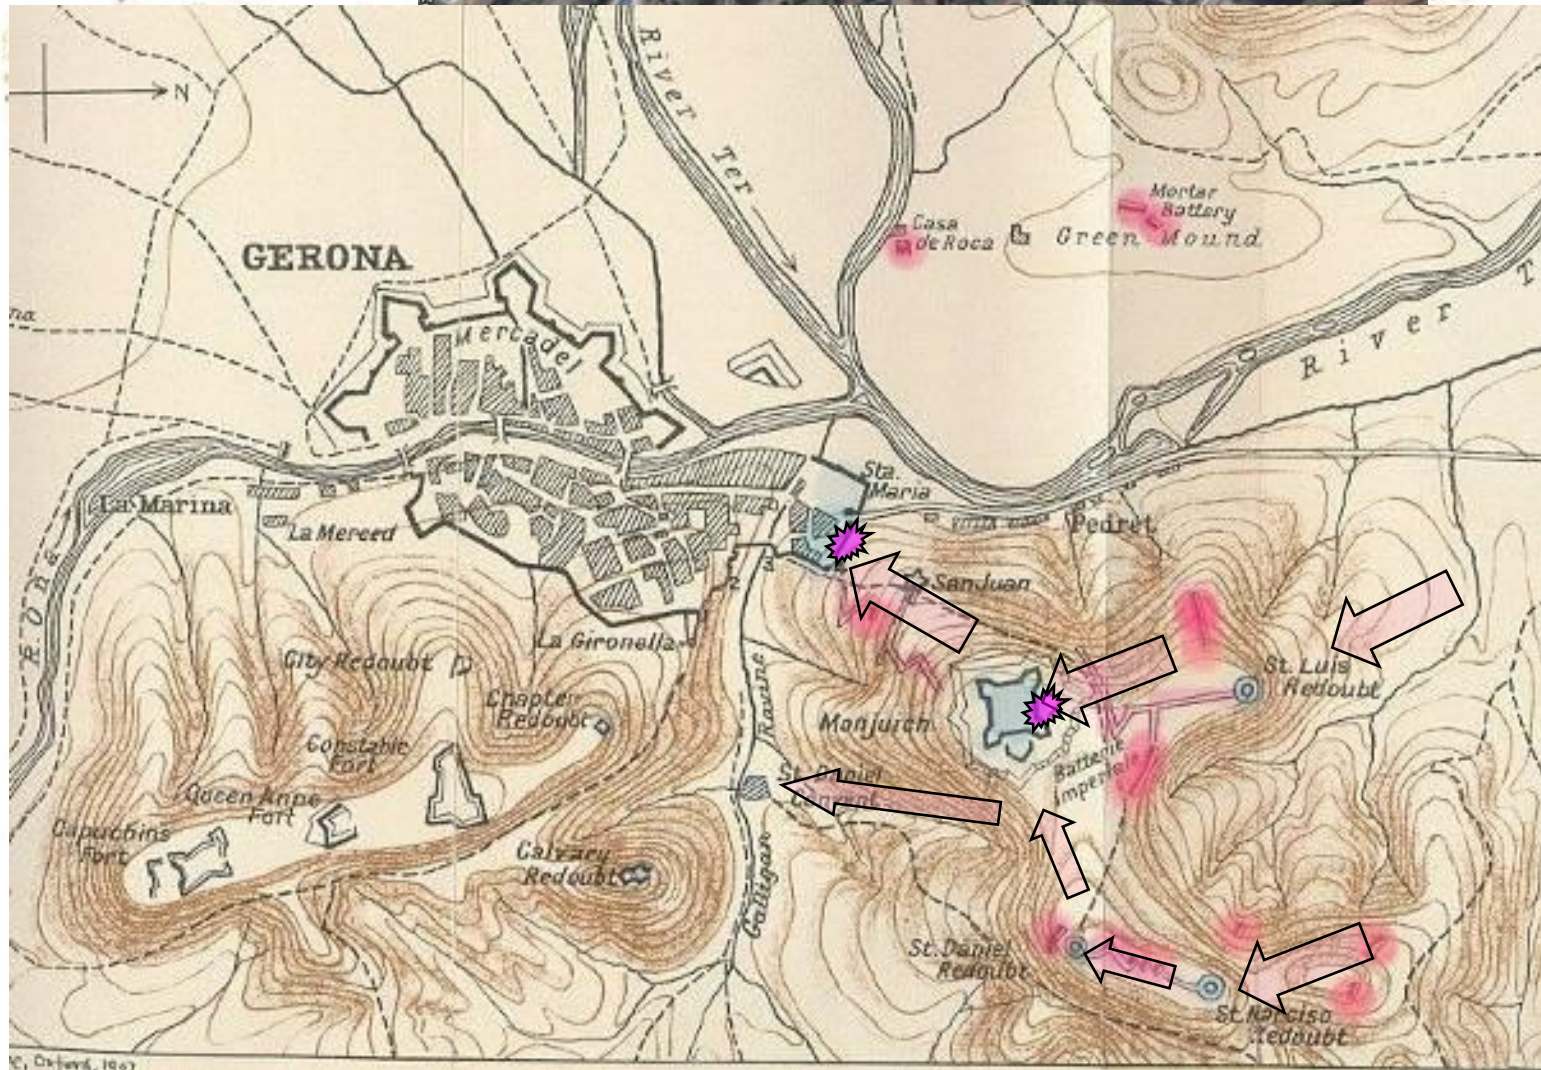 N
River Ter
Mortar
Battery
Casa
de Roca
Green Mound
GERONA
na
Mercadel
River T
Sta.
Maria
La Marina
La Merced
Pedret
San Juan
La Gironella
City Redoubt
St. Luis
Redoubt
Chapter
Redoubt
Ravine
Monjuich
Constable
Fort
Batterie
Imperiale
St. Daniel
Convent
Queen Anne
Fort
Capuchins
Fort
Calvary
Redoubt
Galligan
St. Daniel
Redoubt
St. Narciso
Redoubt
Oxford, 1907